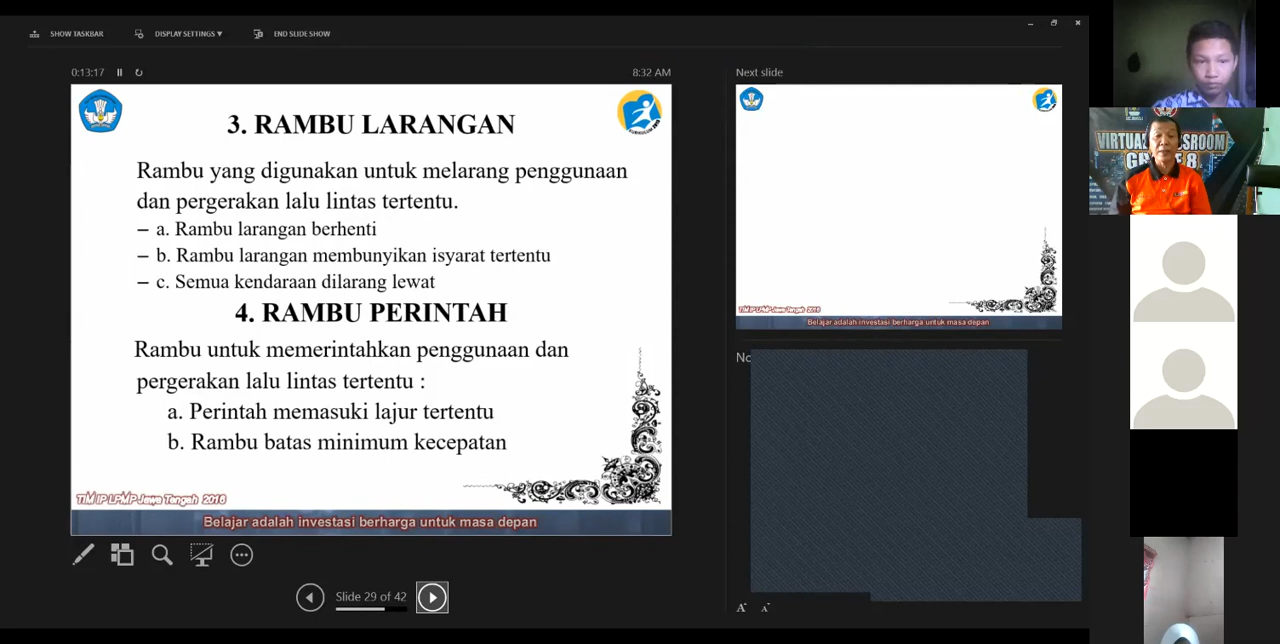 SHOW TASKBAR
DISPLAY SETTINGS ▼
END SLIDE SHOW
0:13:17
8:32 AM
3. RAMBU LARANGAN
Rambu yang digunakan untuk melarang penggunaan
dan pergerakan lalu lintas tertentu.
– a. Rambu larangan berhenti
– b. Rambu larangan membunyikan isyarat tertentu
– c. Semua kendaraan dilarang lewat
4. RAMBU PERINTAH
Rambu untuk memerintahkan penggunaan dan
pergerakan lalu lintas tertentu :
a. Perintah memasuki lajur tertentu
b. Rambu batas minimum kecepatan
TIM IP LPMP Jawa Tengah 2016
Belajar adalah investasi berharga untuk masa depan
Slide 29 of 42
Next slide
TIM IP LPMP Jawa Tengah 2016
Belajar adalah investasi berharga untuk masa depan
No
A
A
VIRTUAL
ROOM
8